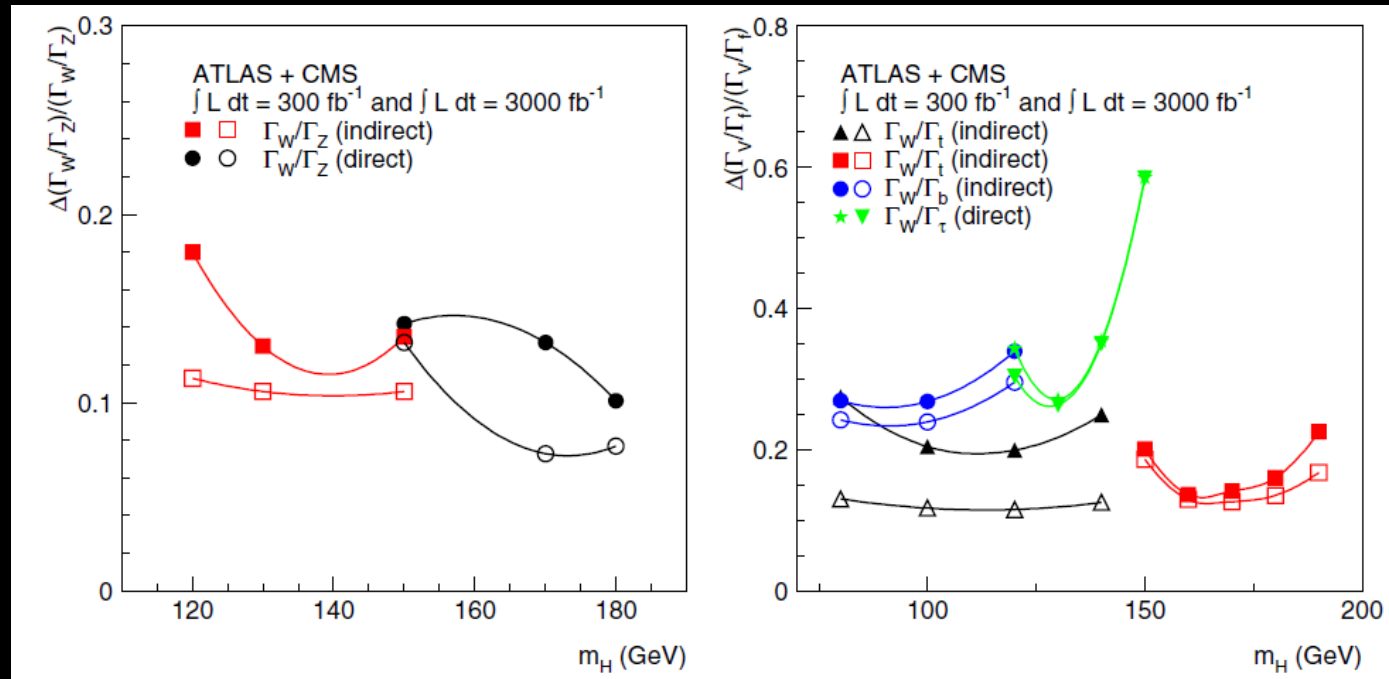 Δ(Γ_W/Γ_Z)/(Γ_W/Γ_Z)
0.3
0.2
0.1
0
ATLAS + CMS
∫ L dt = 300 fb⁻¹ and ∫ L dt = 3000 fb⁻¹
Γ_W/Γ_Z (indirect)
Γ_W/Γ_Z (direct)
120 140 160 180
m_H (GeV)
Δ(Γ_V/Γ_f)/(Γ_V/Γ_f)
0.8
0.6
0.4
0.2
0
ATLAS + CMS
∫ L dt = 300 fb⁻¹ and ∫ L dt = 3000 fb⁻¹
Γ_W/Γ_t (indirect)
Γ_W/Γ_t (indirect)
Γ_W/Γ_b (indirect)
Γ_W/Γ_τ (direct)
100 150 200
m_H (GeV)